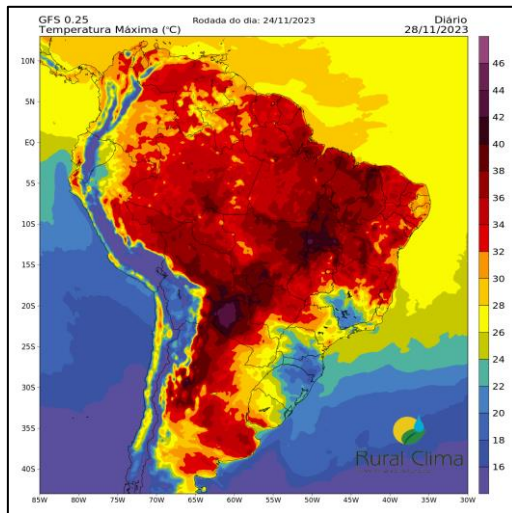 GFS 0.25
Rodada do dia: 24/11/2023
Diário
Temperatura Máxima (°C)
28/11/2023
10N
5N
EQ
5S
10S
15S
20S
25S
30S
35S
40S
85W 80W 75W 70W 65W 60W 55W 50W 45W 40W 35W 30W
46
44
42
40
38
36
34
32
30
28
26
24
22
20
18
16
14
Rural Clima